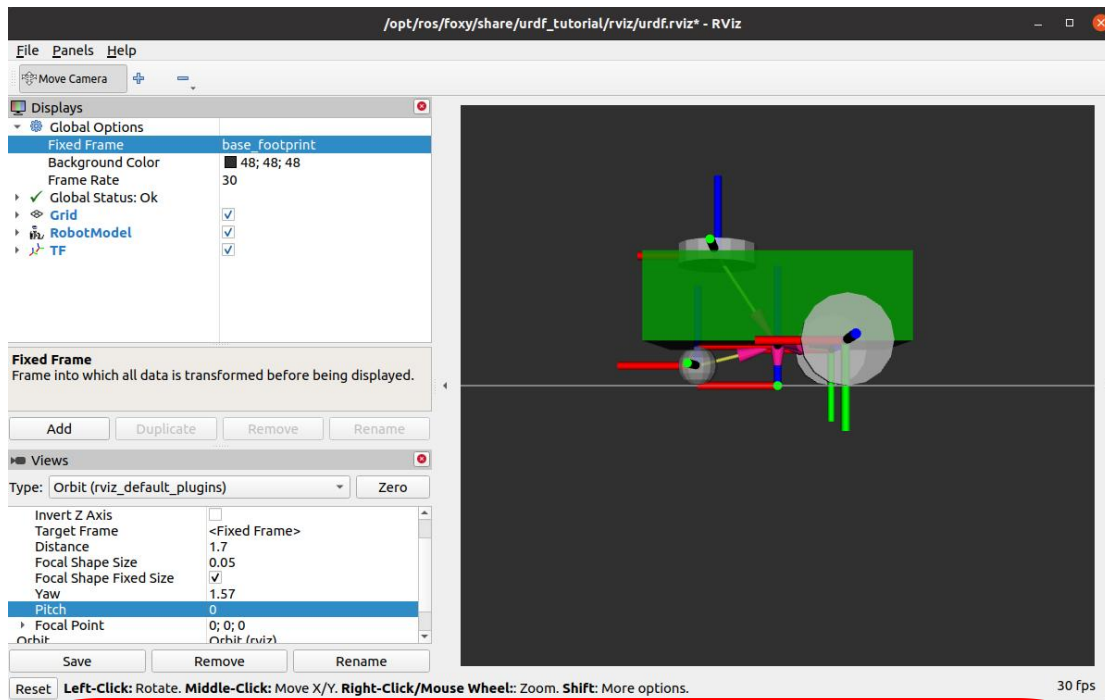 /opt/ros/foxy/share/urdf_tutorial/rviz/urdf.rviz* - RViz
File Panels Help
Move Camera
Displays
Global Options
Fixed Frame base_footprint
Background Color 48; 48; 48
Frame Rate 30
Global Status: Ok
Grid
RobotModel
TF
Fixed Frame
Frame into which all data is transformed before being displayed.
Add Duplicate Remove Rename
Views
Type: Orbit (rviz_default_plugins) Zero
Invert Z Axis
Target Frame <Fixed Frame>
Distance 1.7
Focal Shape Size 0.05
Focal Shape Fixed Size
Yaw 1.57
Pitch 0
Focal Point 0; 0; 0
Orbit Orbit (rviz)
Save Remove Rename
Reset Left-Click: Rotate. Middle-Click: Move X/Y. Right-Click/Mouse Wheel:: Zoom. Shift: More options. 30 fps